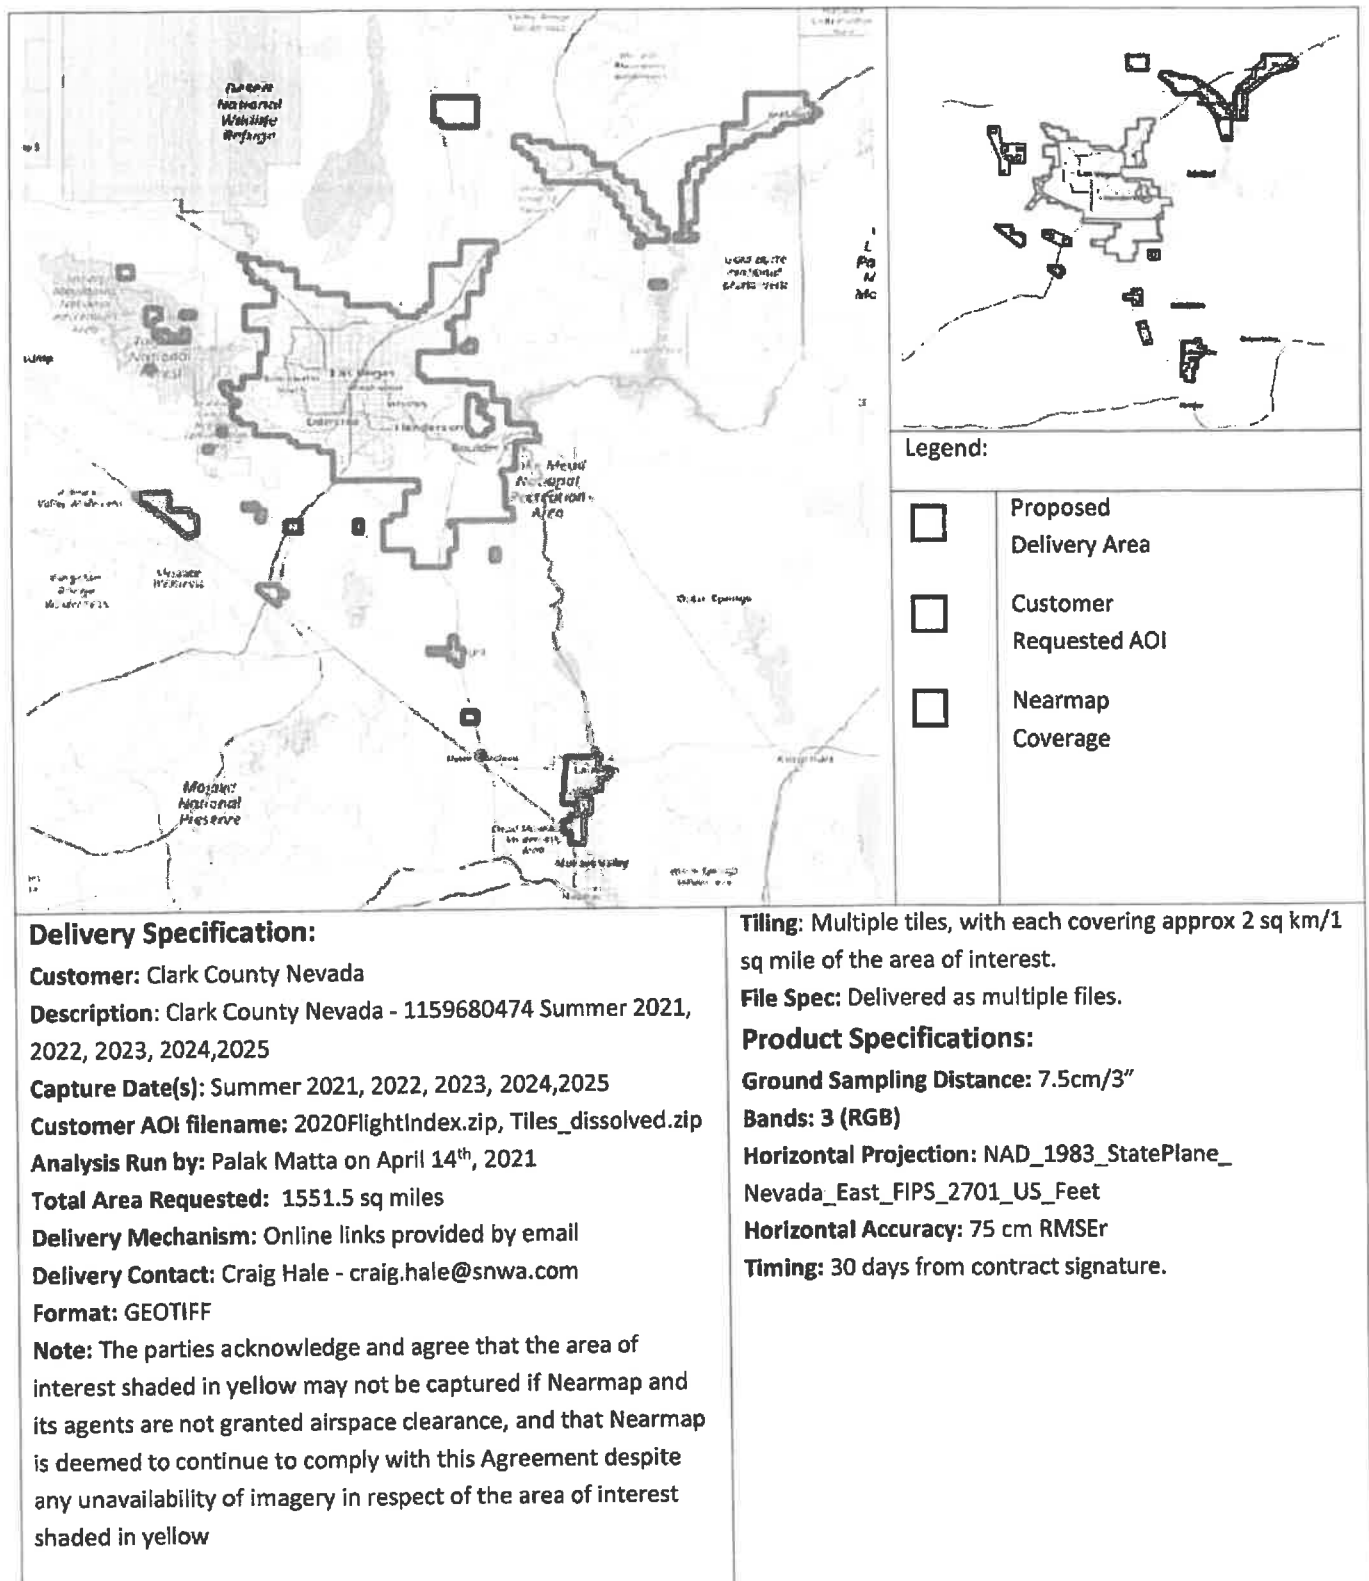 Desert
National
Wildlife
Refuge
Las Vegas
Henderson
Boulder
Mead
National
Recreation
Area
Mojave
National
Preserve
Mohave Valley
Legend:
Proposed
Delivery Area
Customer
Requested AOI
Nearmap
Coverage
Delivery Specification:
Customer: Clark County Nevada
Description: Clark County Nevada - 1159680474 Summer 2021,
2022, 2023, 2024,2025
Capture Date(s): Summer 2021, 2022, 2023, 2024,2025
Customer AOI filename: 2020FlightIndex.zip, Tiles_dissolved.zip
Analysis Run by: Palak Matta on April 14th, 2021
Total Area Requested: 1551.5 sq miles
Delivery Mechanism: Online links provided by email
Delivery Contact: Craig Hale - craig.hale@snwa.com
Format: GEOTIFF
Note: The parties acknowledge and agree that the area of
interest shaded in yellow may not be captured if Nearmap and
its agents are not granted airspace clearance, and that Nearmap
is deemed to continue to comply with this Agreement despite
any unavailability of imagery in respect of the area of interest
shaded in yellow
Tiling: Multiple tiles, with each covering approx 2 sq km/1
sq mile of the area of interest.
File Spec: Delivered as multiple files.
Product Specifications:
Ground Sampling Distance: 7.5cm/3"
Bands: 3 (RGB)
Horizontal Projection: NAD_1983_StatePlane_
Nevada_East_FIPS_2701_US_Feet
Horizontal Accuracy: 75 cm RMSEr
Timing: 30 days from contract signature.